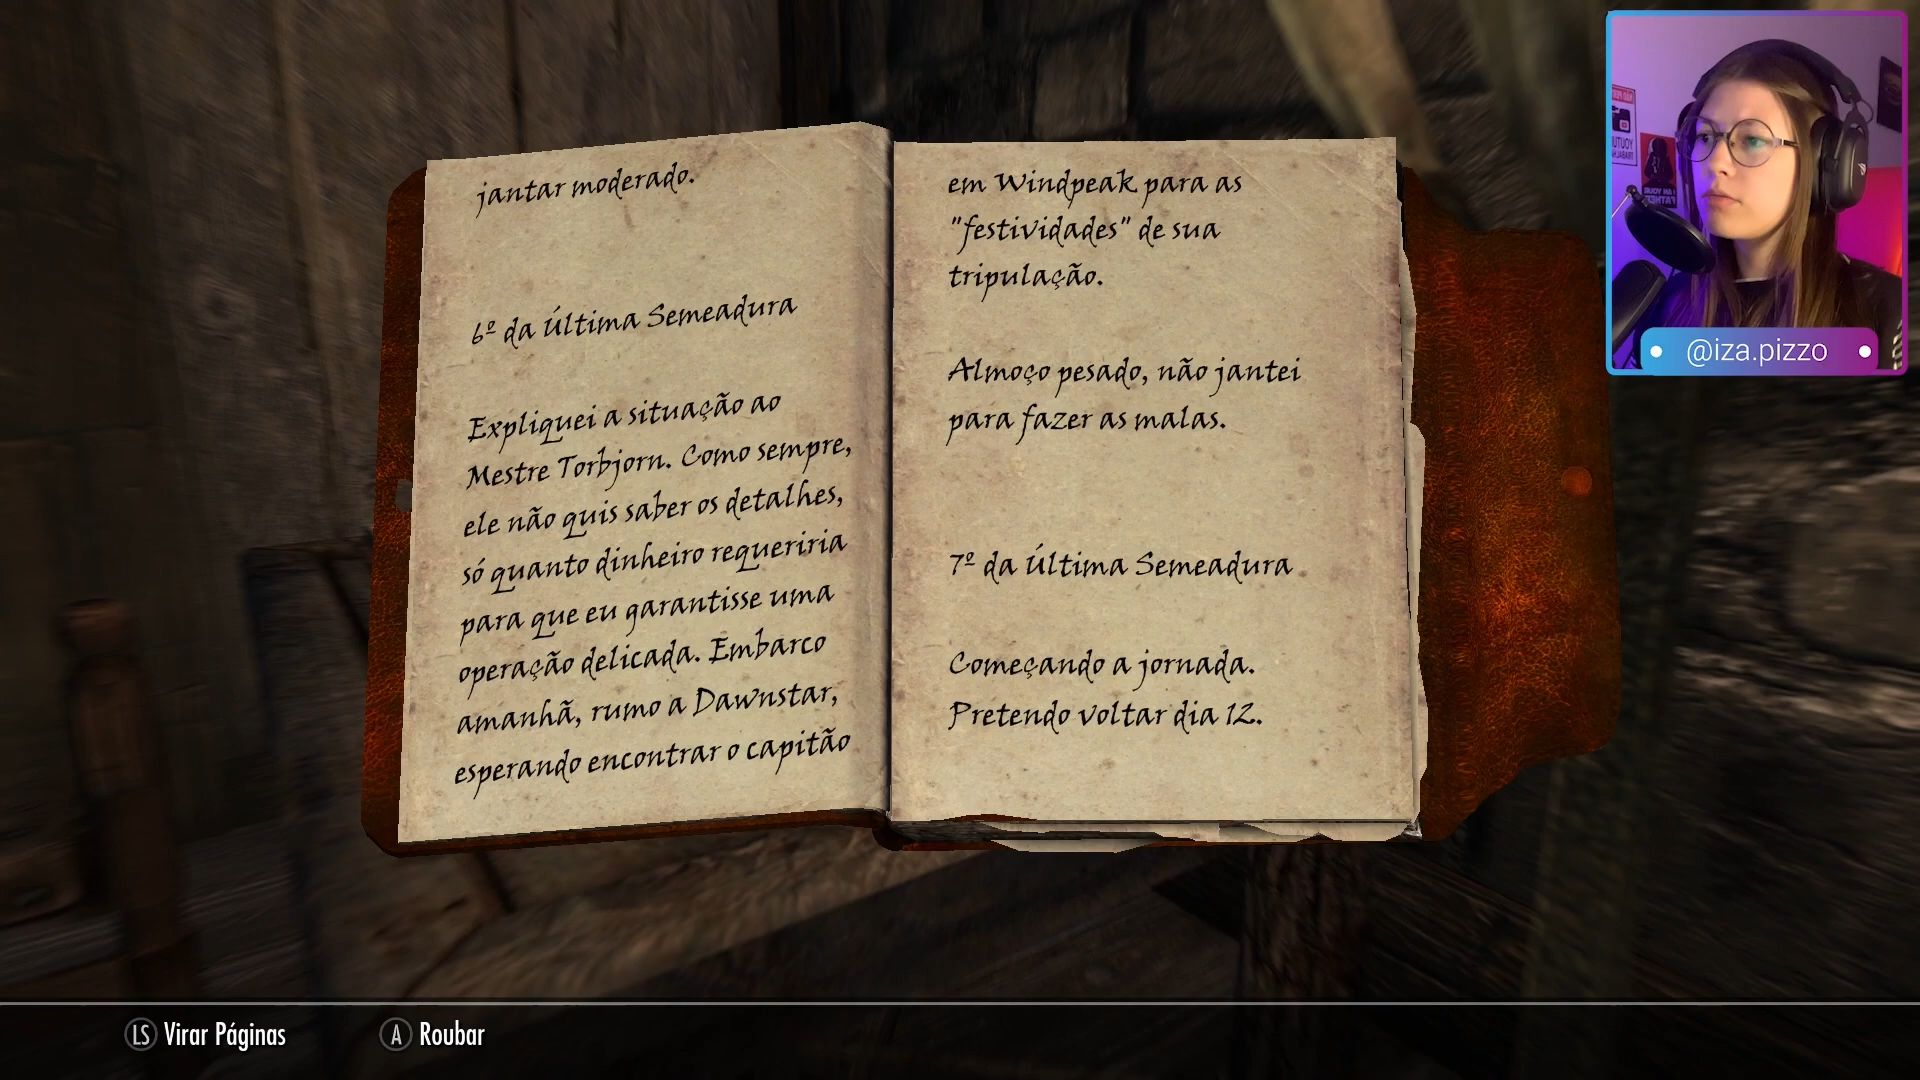 jantar moderado.
6º da Última Semeadura
Expliquei a situação ao
Mestre Torbjorn. Como sempre,
ele não quis saber os detalhes,
só quanto dinheiro requeriria
para que eu garantisse uma
operação delicada. Embarco
amanhã, rumo a Dawnstar,
esperando encontrar o capitão
em Windpeak para as
"festividades" de sua
tripulação.
Almoço pesado, não jantei
para fazer as malas.
7º da Última Semeadura
Começando a jornada.
Pretendo voltar dia 12.
@iza.pizzo
LS Virar Páginas
A Roubar